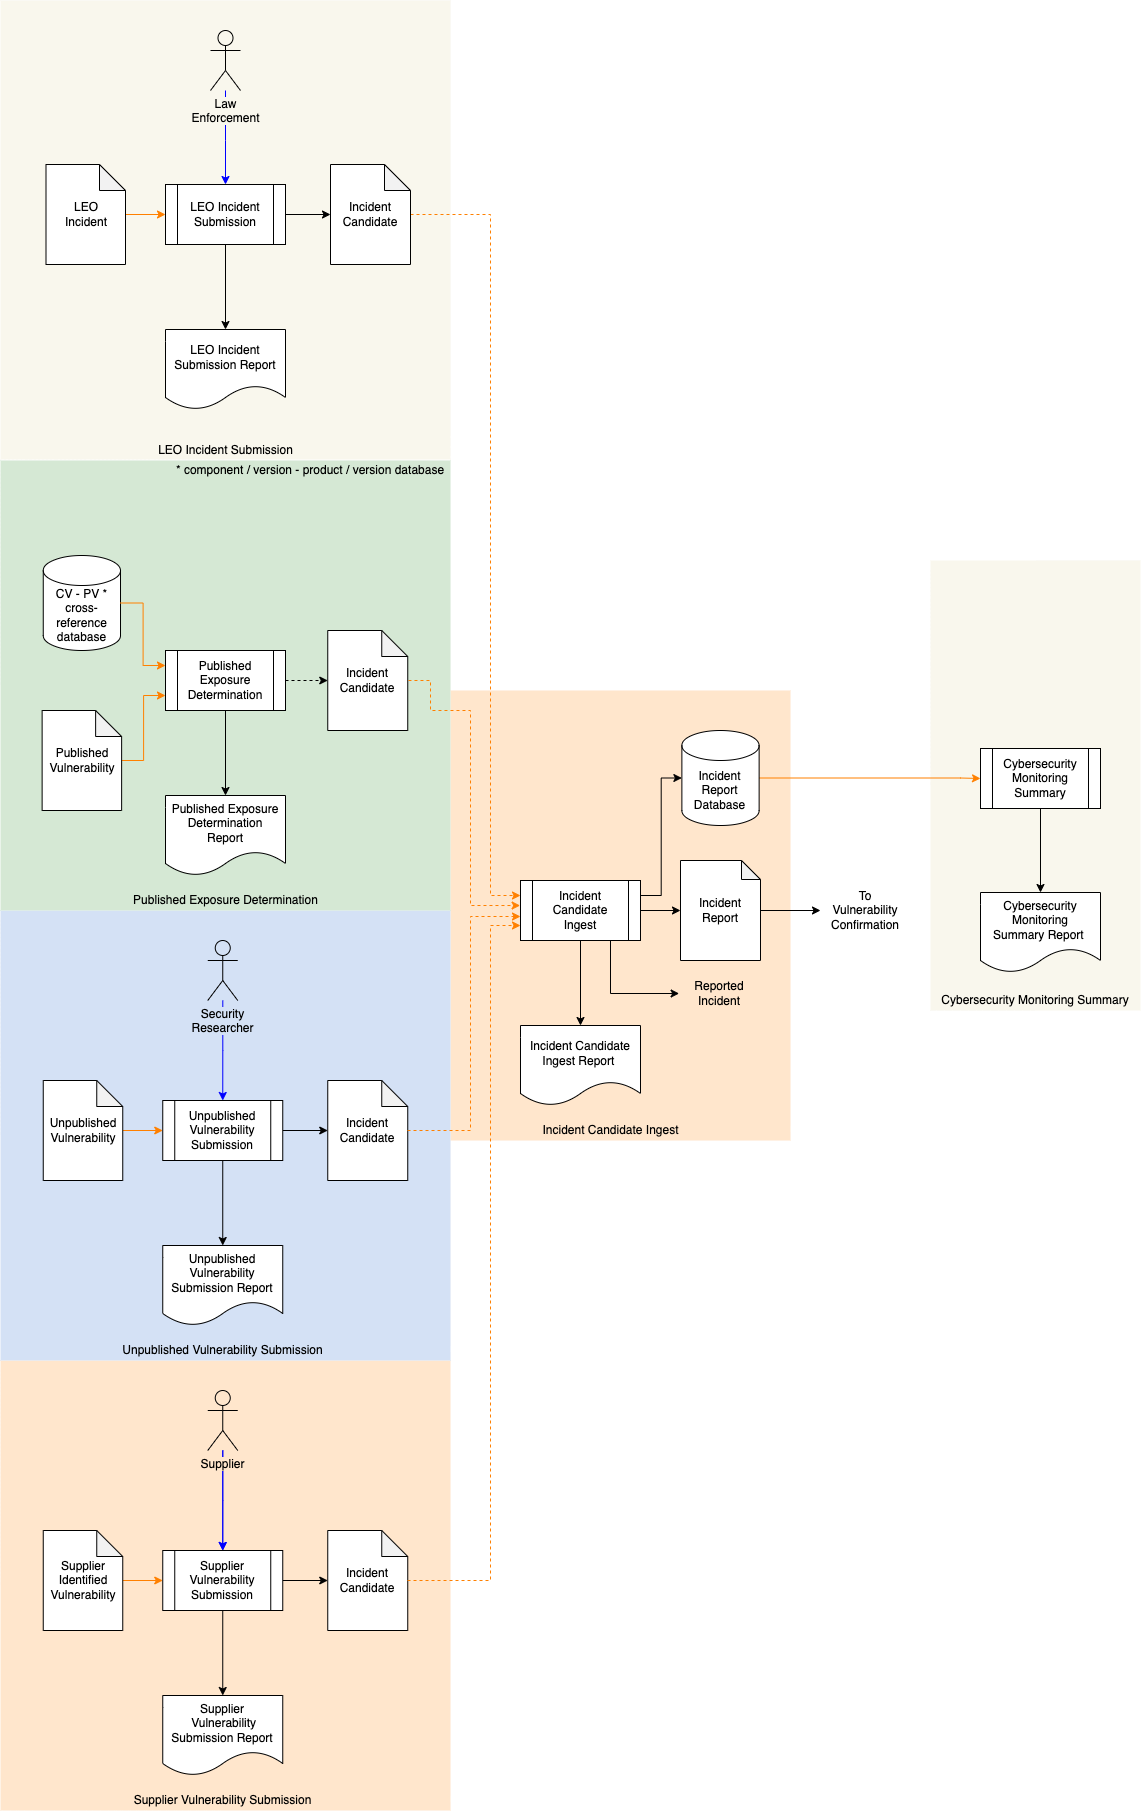 Law
Enforcement
LEO
Incident
LEO Incident
Submission
Incident
Candidate
LEO Incident
Submission Report
LEO Incident Submission
* component / version - product / version database
CV - PV *
cross-
reference
database
Published
Vulnerability
Published
Exposure
Determination
Incident
Candidate
Published Exposure
Determination
Report
Published Exposure Determination
Security
Researcher
Unpublished
Vulnerability
Unpublished
Vulnerability
Submission
Incident
Candidate
Unpublished
Vulnerability
Submission Report
Unpublished Vulnerability Submission
Supplier
Supplier
Identified
Vulnerability
Supplier
Vulnerability
Submission
Incident
Candidate
Supplier
Vulnerability
Submission Report
Supplier Vulnerability Submission
Incident
Candidate
Ingest
Incident
Report
Database
Incident
Report
To
Vulnerability
Confirmation
Reported
Incident
Incident Candidate
Ingest Report
Incident Candidate Ingest
Cybersecurity
Monitoring
Summary
Cybersecurity
Monitoring
Summary Report
Cybersecurity Monitoring Summary